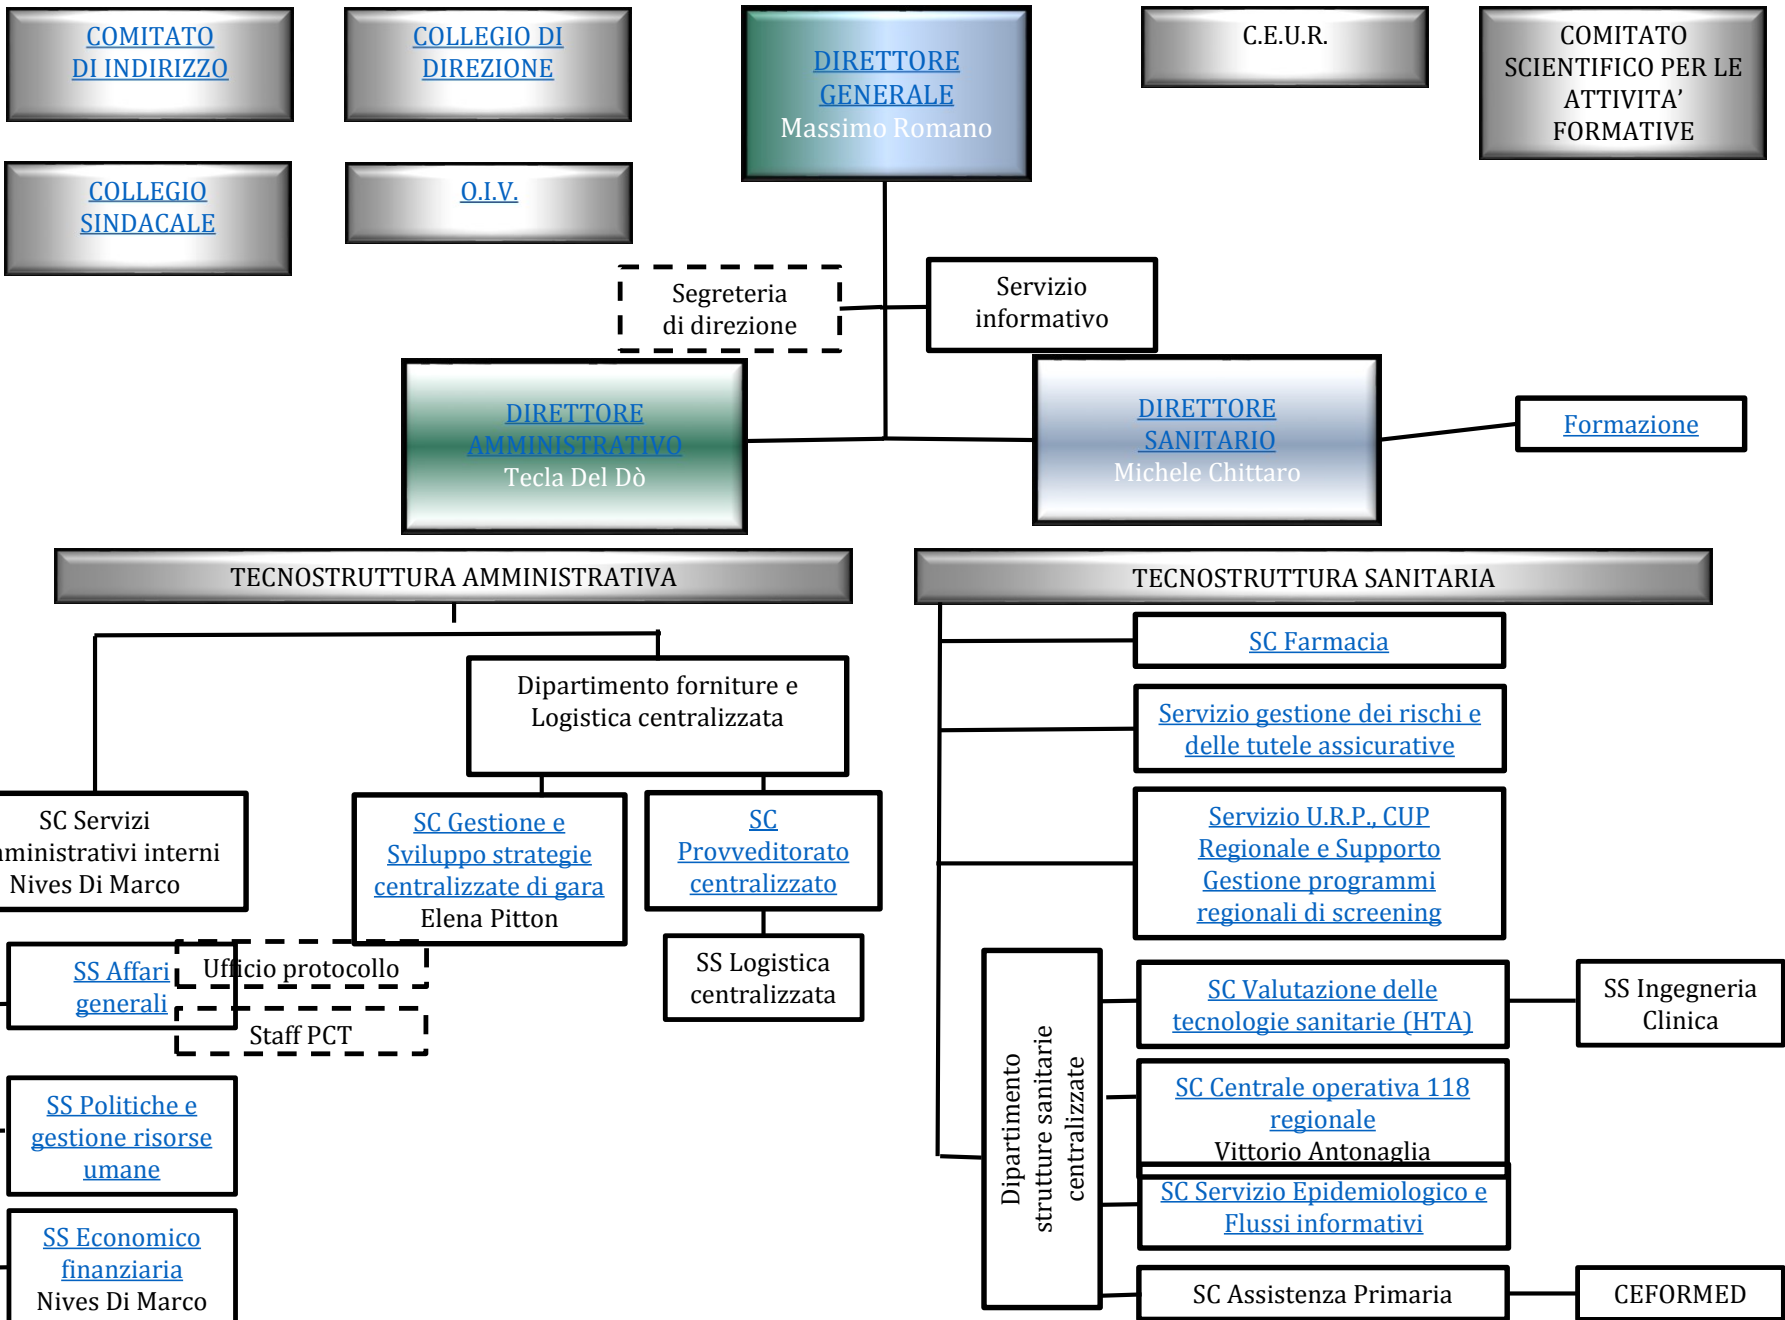 COMITATO
DI INDIRIZZO
COLLEGIO DI
DIREZIONE
DIRETTORE
GENERALE
Massimo Romano
C.E.U.R.
COMITATO
SCIENTIFICO PER LE
ATTIVITA'
FORMATIVE
COLLEGIO
SINDACALE
O.I.V.
Segreteria
di direzione
Servizio
informativo
DIRETTORE
AMMINISTRATIVO
Tecla Del Dò
DIRETTORE
SANITARIO
Michele Chittaro
Formazione
TECNOSTRUTTURA AMMINISTRATIVA
TECNOSTRUTTURA SANITARIA
Dipartimento forniture e
Logistica centralizzata
SC Servizi
mministrativi interni
Nives Di Marco
SC Gestione e
Sviluppo strategie
centralizzate di gara
Elena Pitton
SC
Provveditorato
centralizzato
SS Logistica
centralizzata
SS Affari
generali
Ufficio protocollo
Staff PCT
SS Politiche e
gestione risorse
umane
SS Economico
finanziaria
Nives Di Marco
SC Farmacia
Servizio gestione dei rischi e
delle tutele assicurative
Servizio U.R.P., CUP
Regionale e Supporto
Gestione programmi
regionali di screening
Dipartimento
strutture sanitarie
centralizzate
SC Valutazione delle
tecnologie sanitarie (HTA)
SS Ingegneria
Clinica
SC Centrale operativa 118
regionale
Vittorio Antonaglia
SC Servizio Epidemiologico e
Flussi informativi
SC Assistenza Primaria
CEFORMED